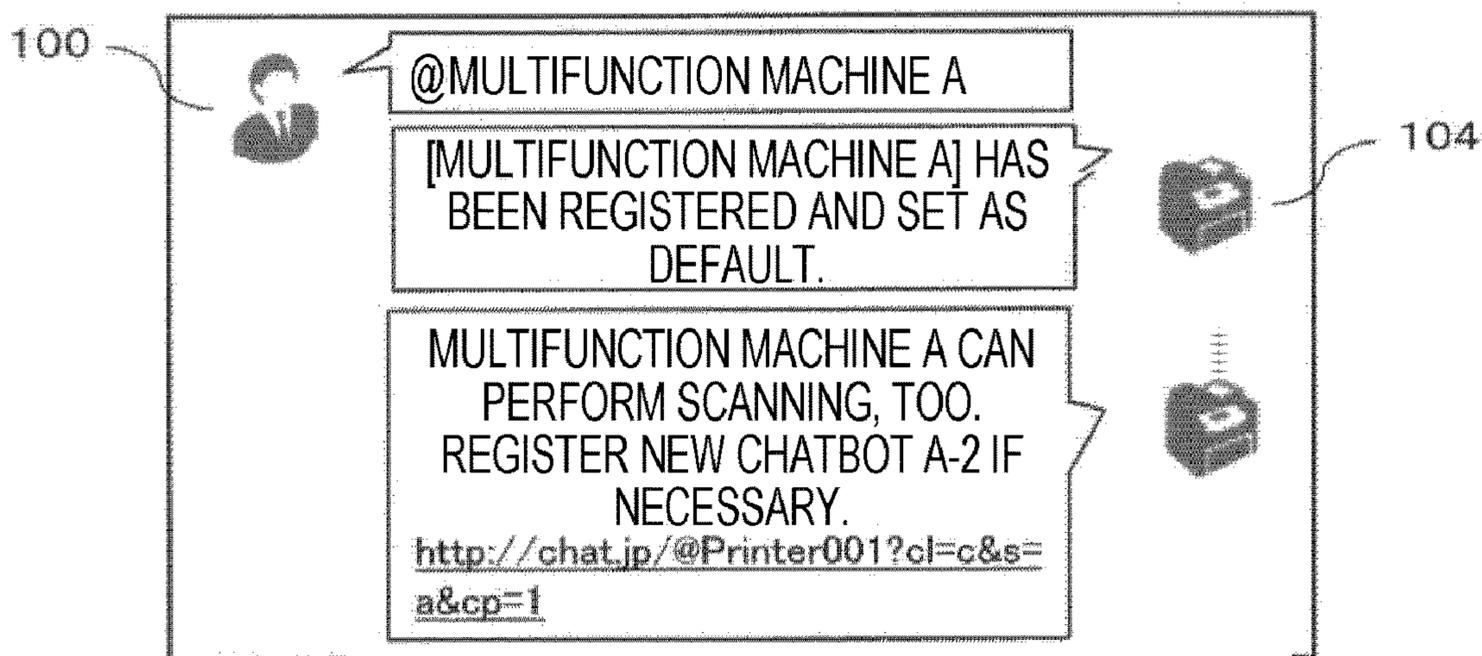 100
@MULTIFUNCTION MACHINE A
[MULTIFUNCTION MACHINE A] HAS
BEEN REGISTERED AND SET AS
DEFAULT.
104
MULTIFUNCTION MACHINE A CAN
PERFORM SCANNING, TOO.
REGISTER NEW CHATBOT A-2 IF
NECESSARY.
http://chat.jp/@Printer001?cl=c&s=
a&cp=1